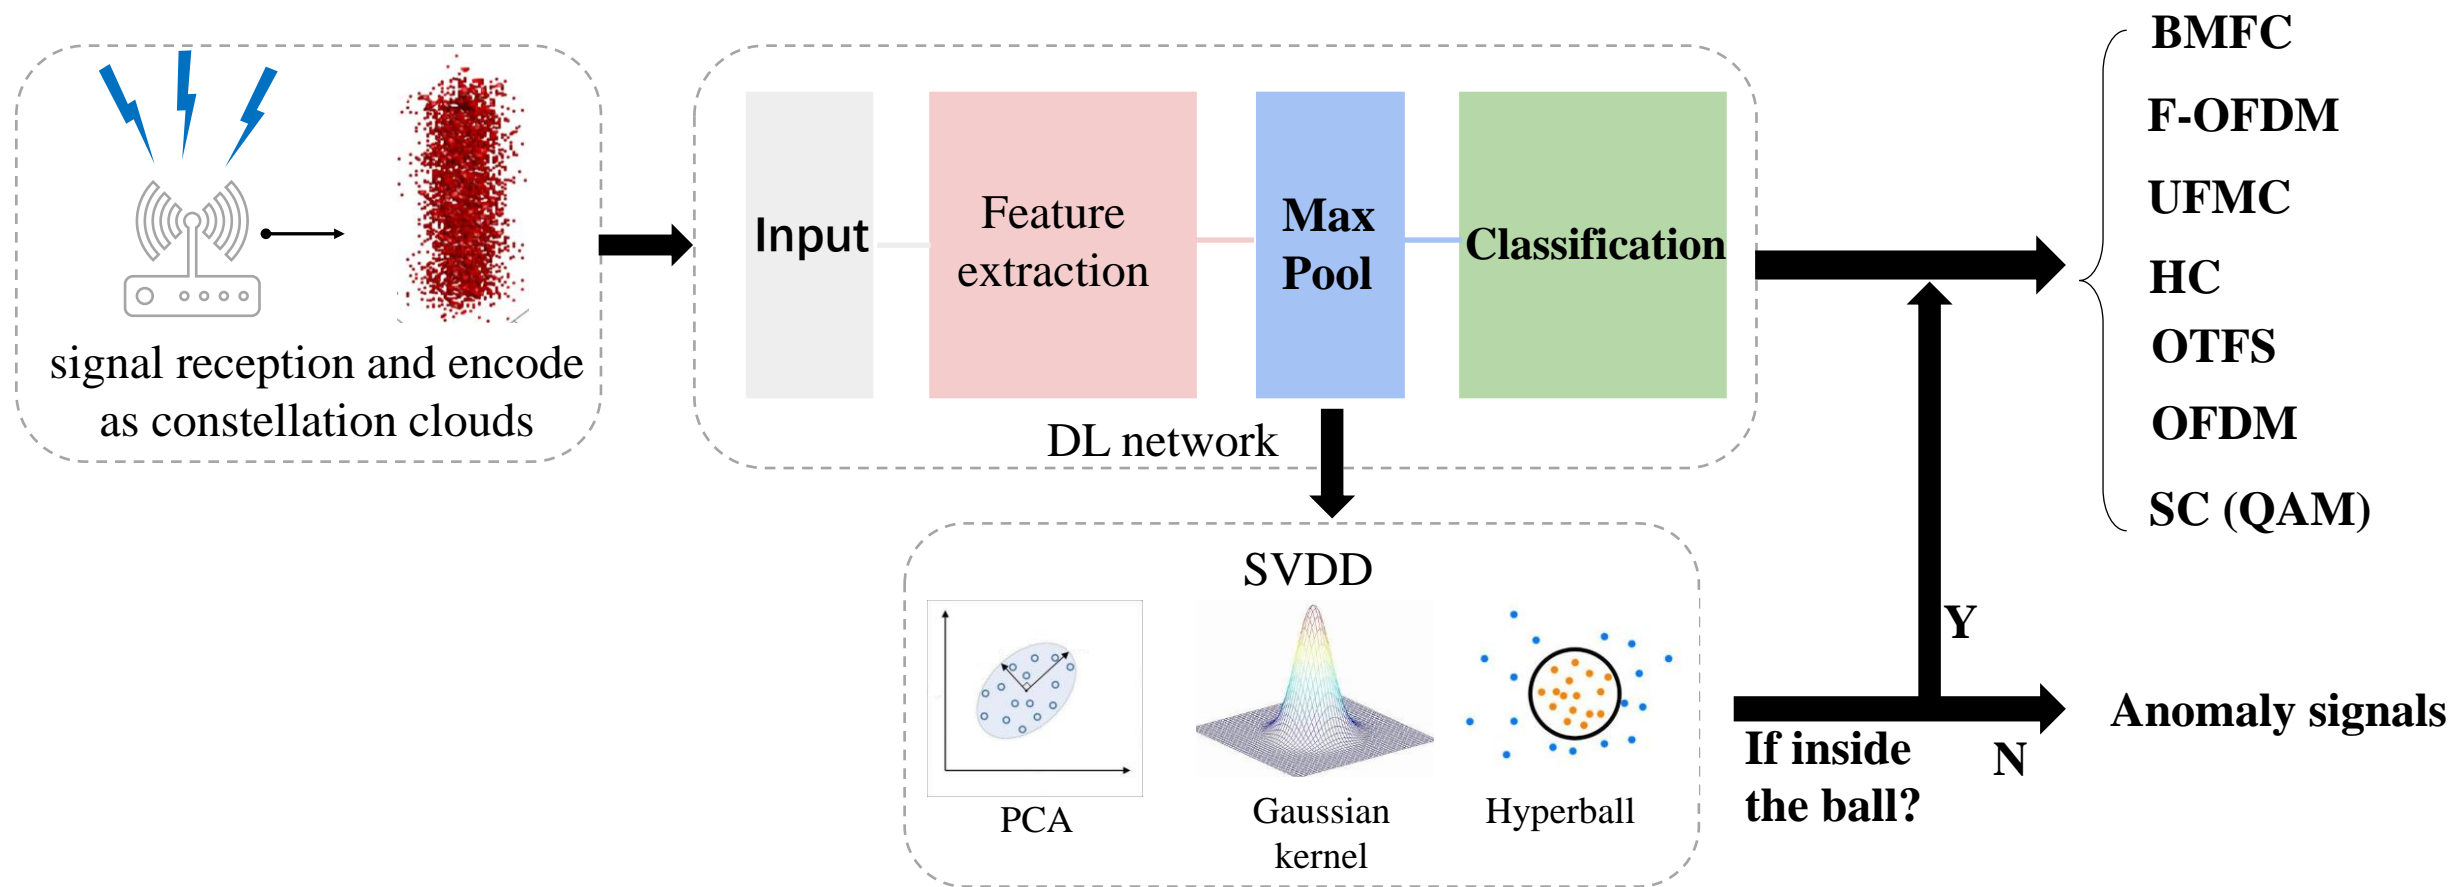 signal reception and encode
as constellation clouds
Input
Feature
extraction
Max
Pool
Classification
DL network
BMFC
F-OFDM
UFMC
HC
OTFS
OFDM
SC (QAM)
SVDD
PCA
Gaussian
kernel
Hyperball
If inside
the ball?
Y
N
Anomaly signals